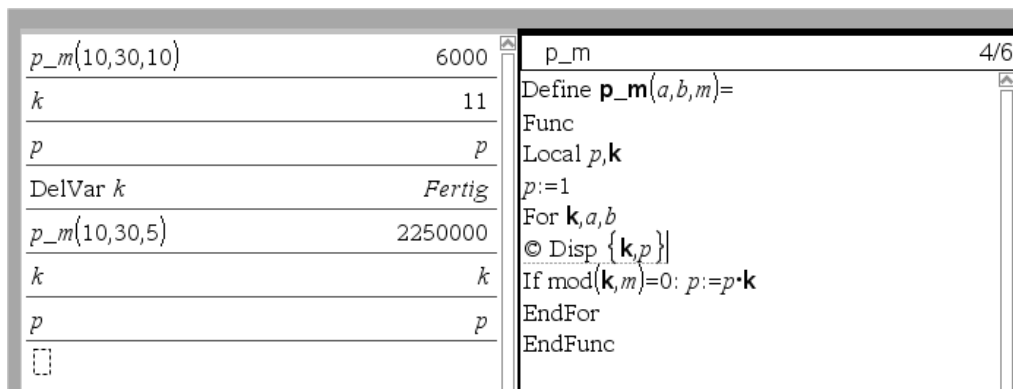 p_m(10,30,10) 6000
k 11
p p
DelVar k Fertig
p_m(10,30,5) 2250000
k k
p p
p_m 4/6
Define p_m(a,b,m)=
Func
Local p,k
p:=1
For k,a,b
© Disp {k,p}
If mod(k,m)=0: p:=p·k
EndFor
EndFunc